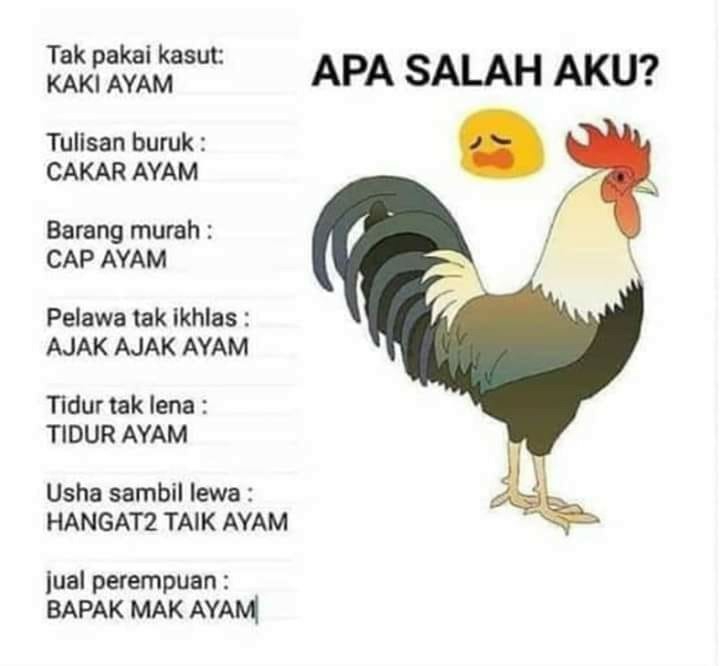 Tak pakai kasut:
KAKI AYAM
APA SALAH AKU?
Tulisan buruk :
CAKAR AYAM
Barang murah :
CAP AYAM
Pelawa tak ikhlas :
AJAK AJAK AYAM
Tidur tak lena :
TIDUR AYAM
Usha sambil lewa :
HANGAT2 TAIK AYAM
jual perempuan :
BAPAK MAK AYAM